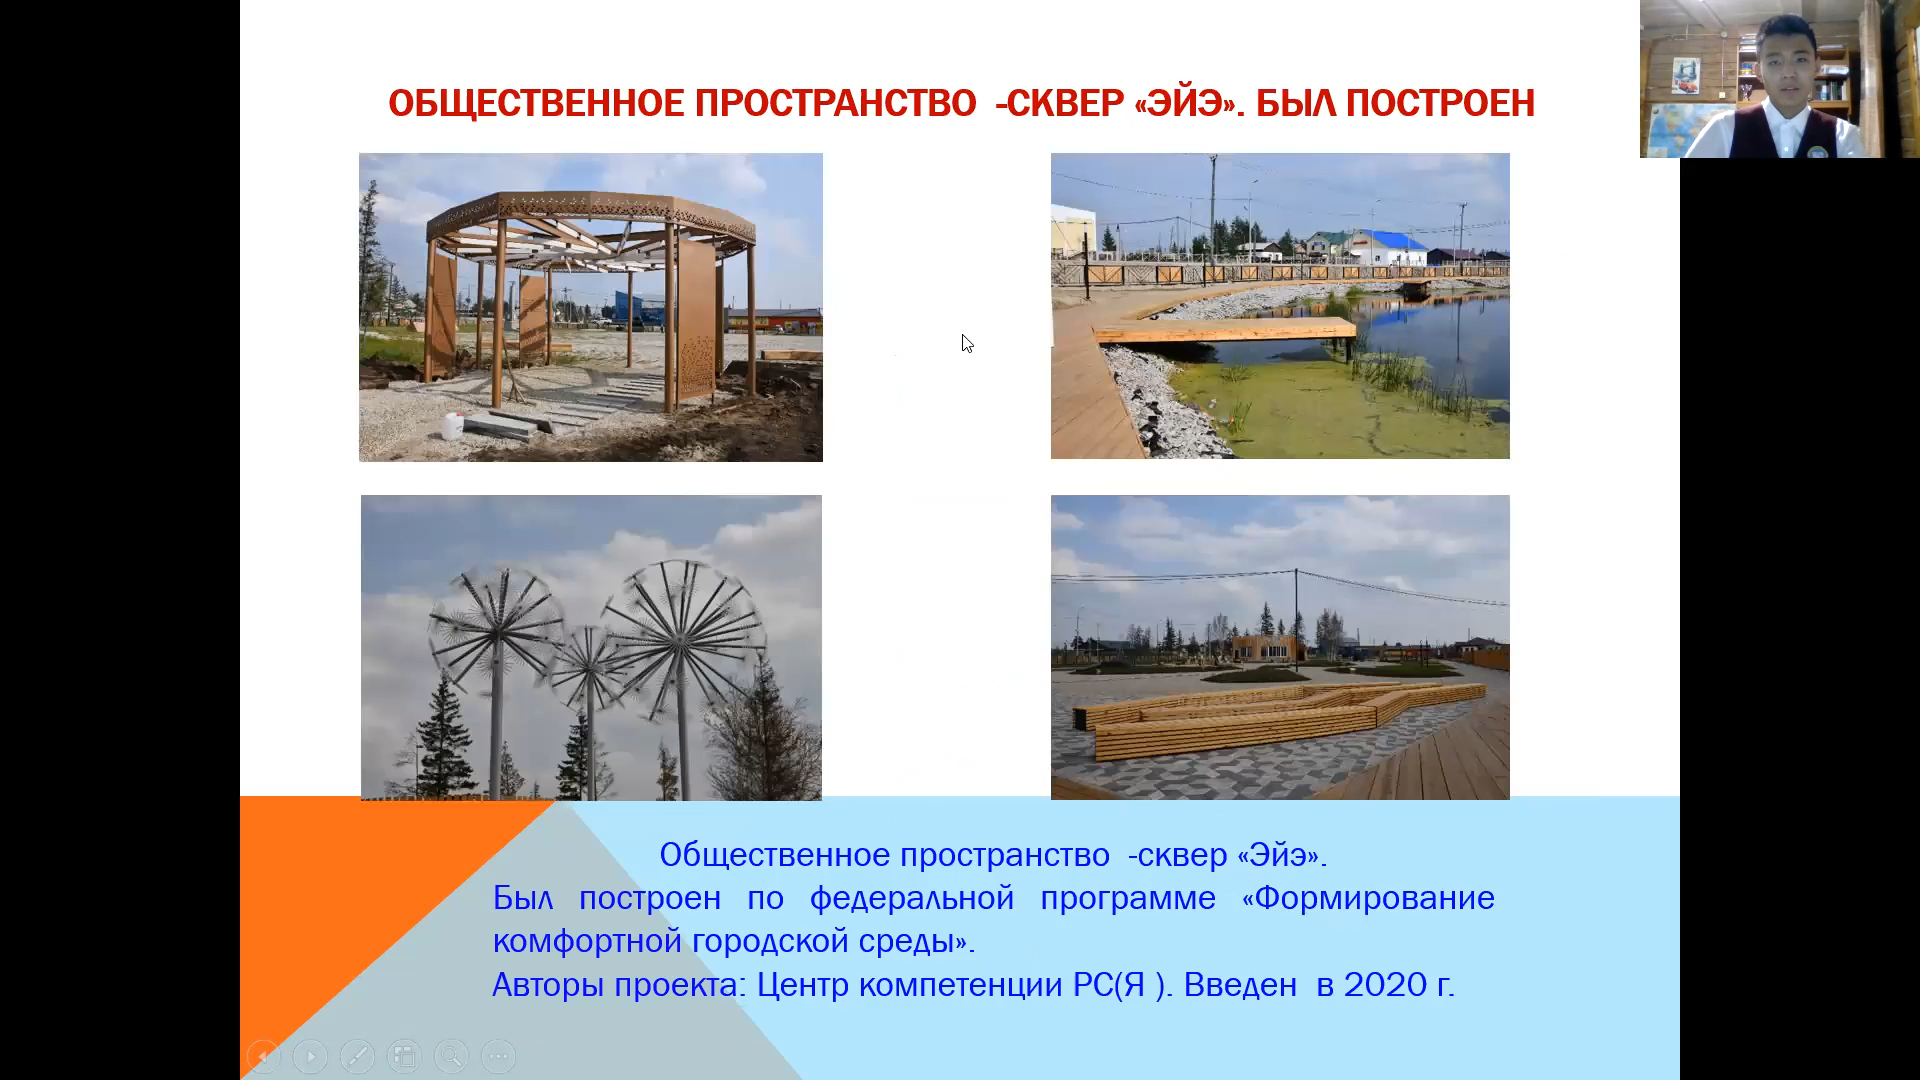 ОБЩЕСТВЕННОЕ ПРОСТРАНСТВО -СКВЕР «ЭЙЭ». БЫЛ ПОСТРОЕН
Общественное пространство -сквер «Эйэ».
Был построен по федеральной программе «Формирование
комфортной городской среды».
Авторы проекта: Центр компетенции РС(Я ). Введен в 2020 г.